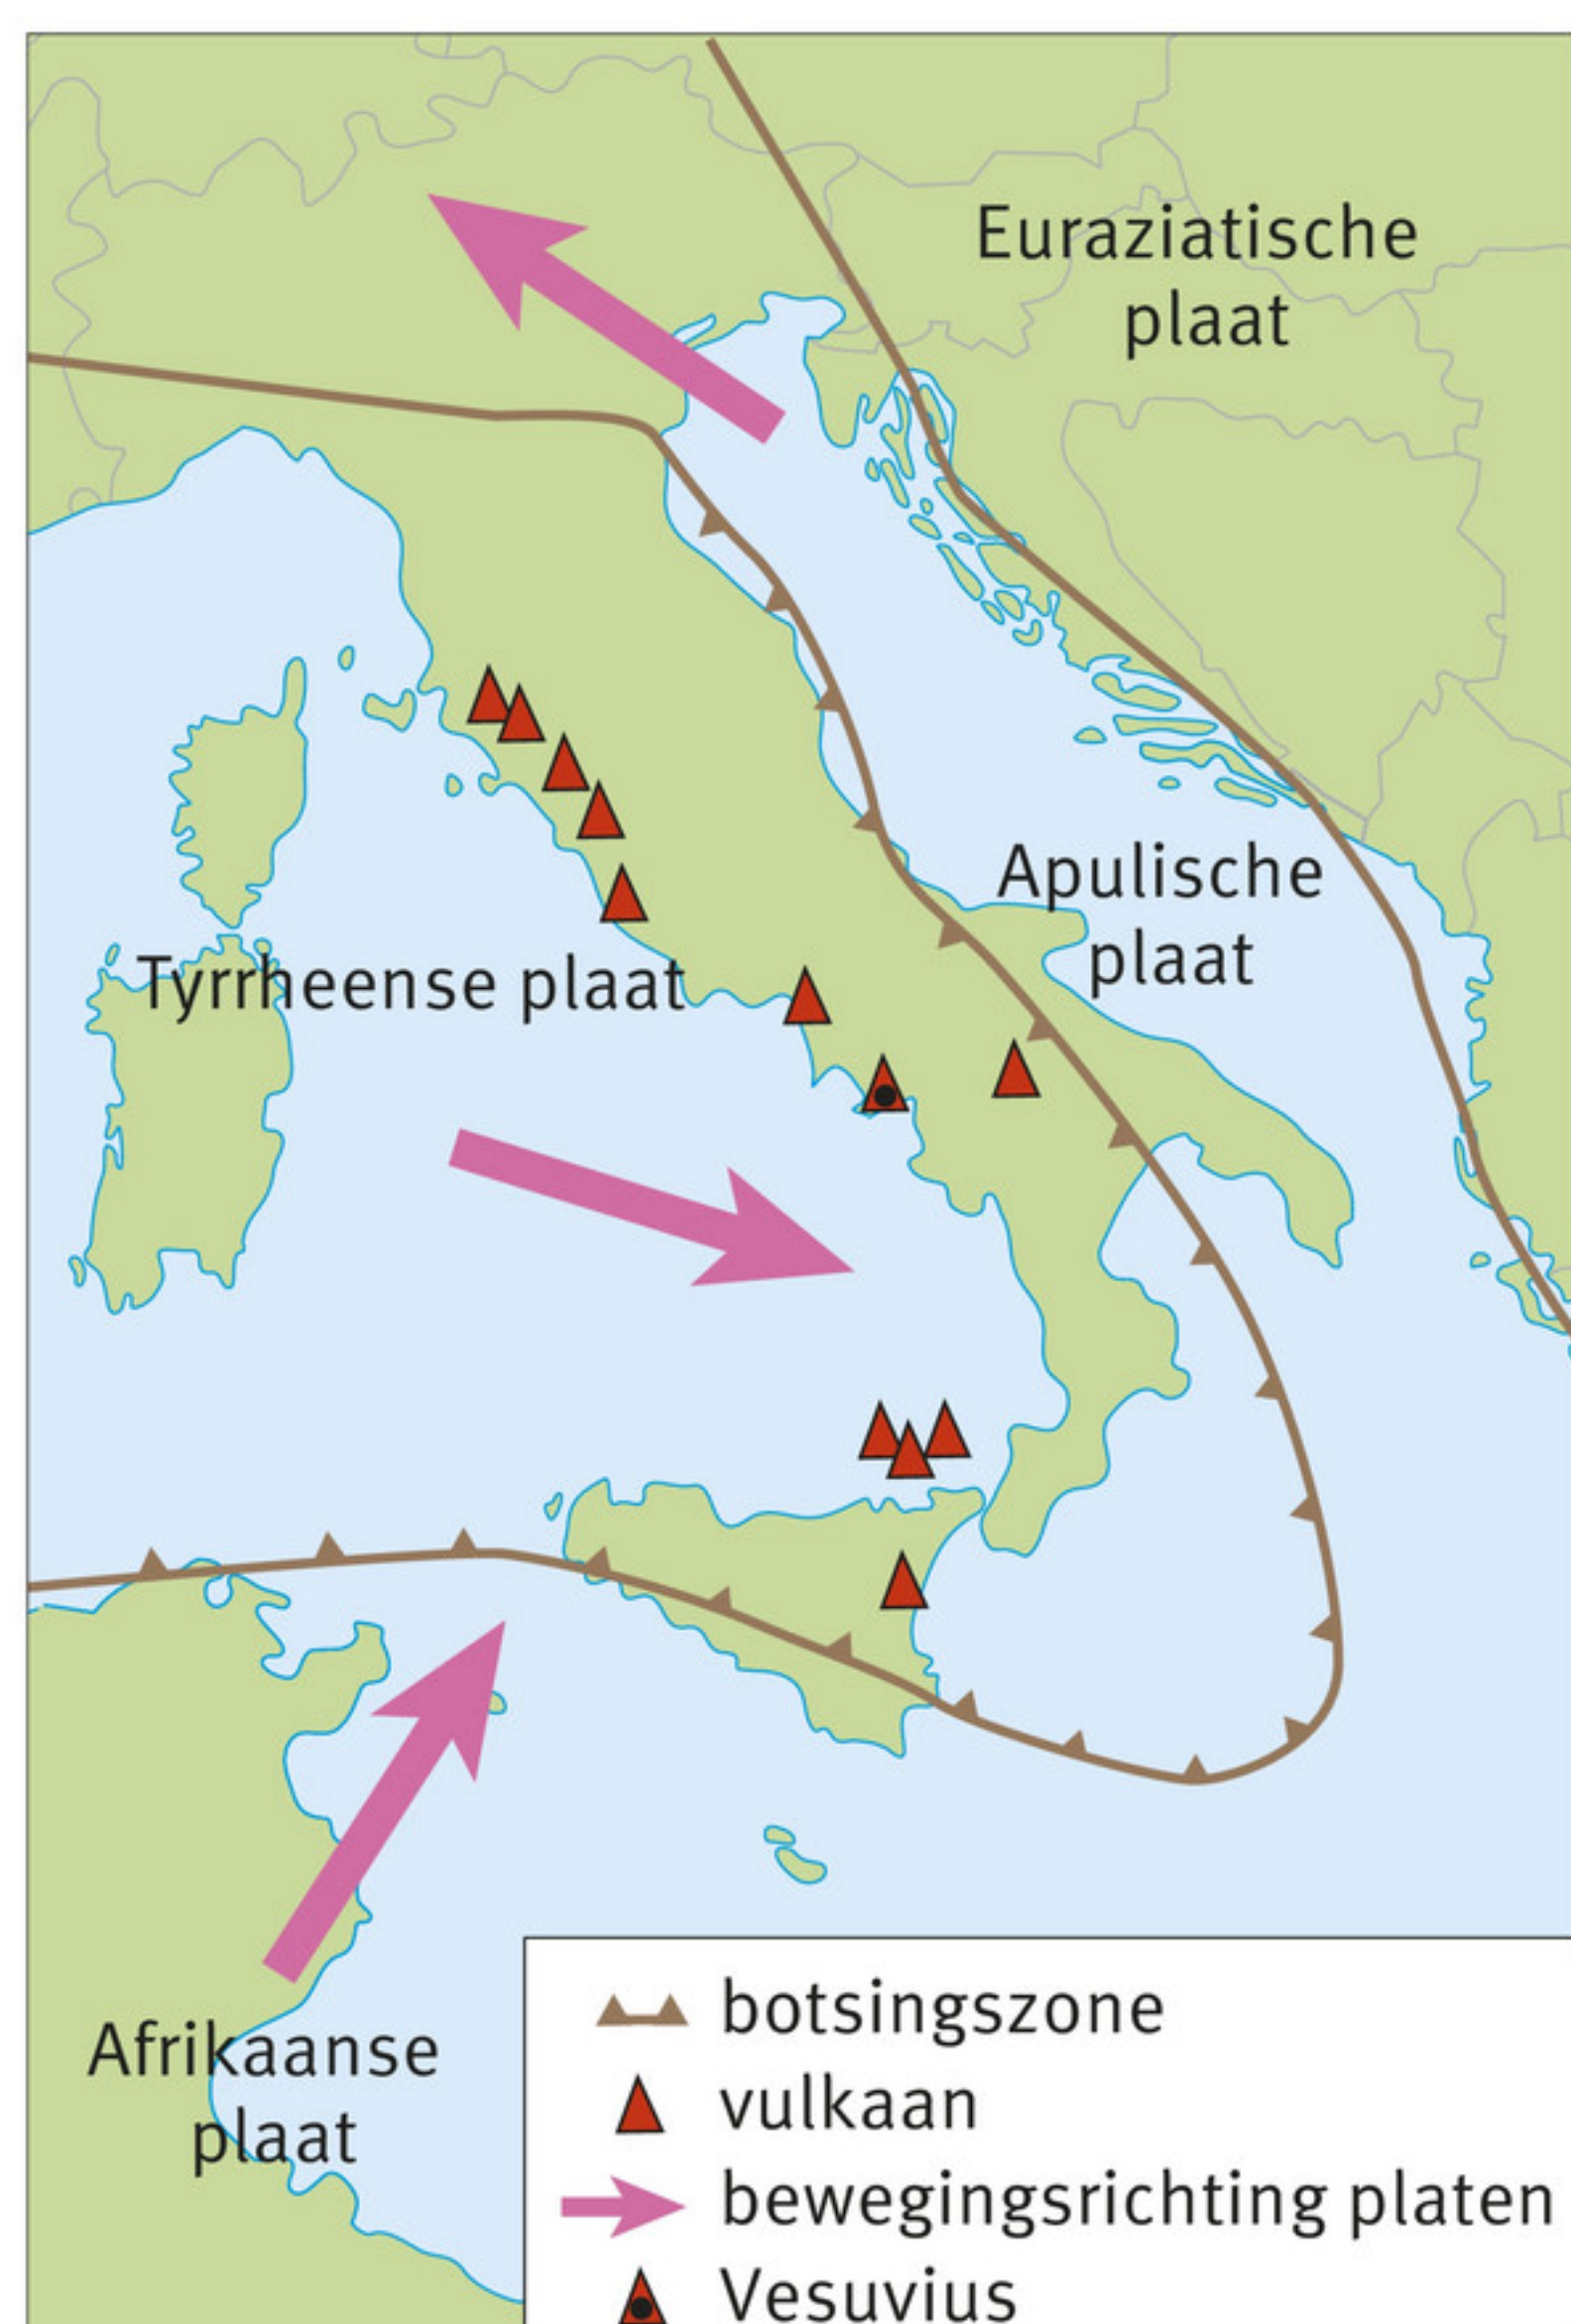 Euraziatische
plaat
Apulische
plaat
Tyrrheense plaat
Afrikaanse
plaat
botsingszone
vulkaan
bewegingsrichting platen
Vesuvius